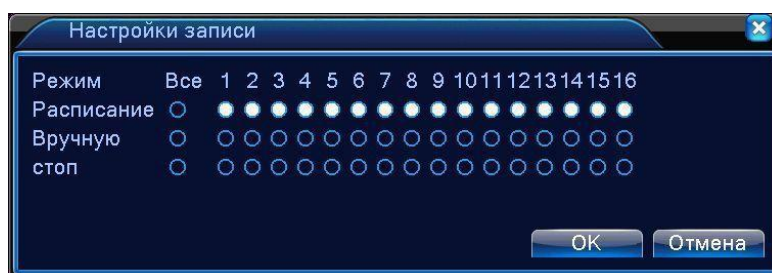 Настройки записи
Режим Все 1 2 3 4 5 6 7 8 9 10111213141516
Расписание
Вручную
стоп
OK Отмена